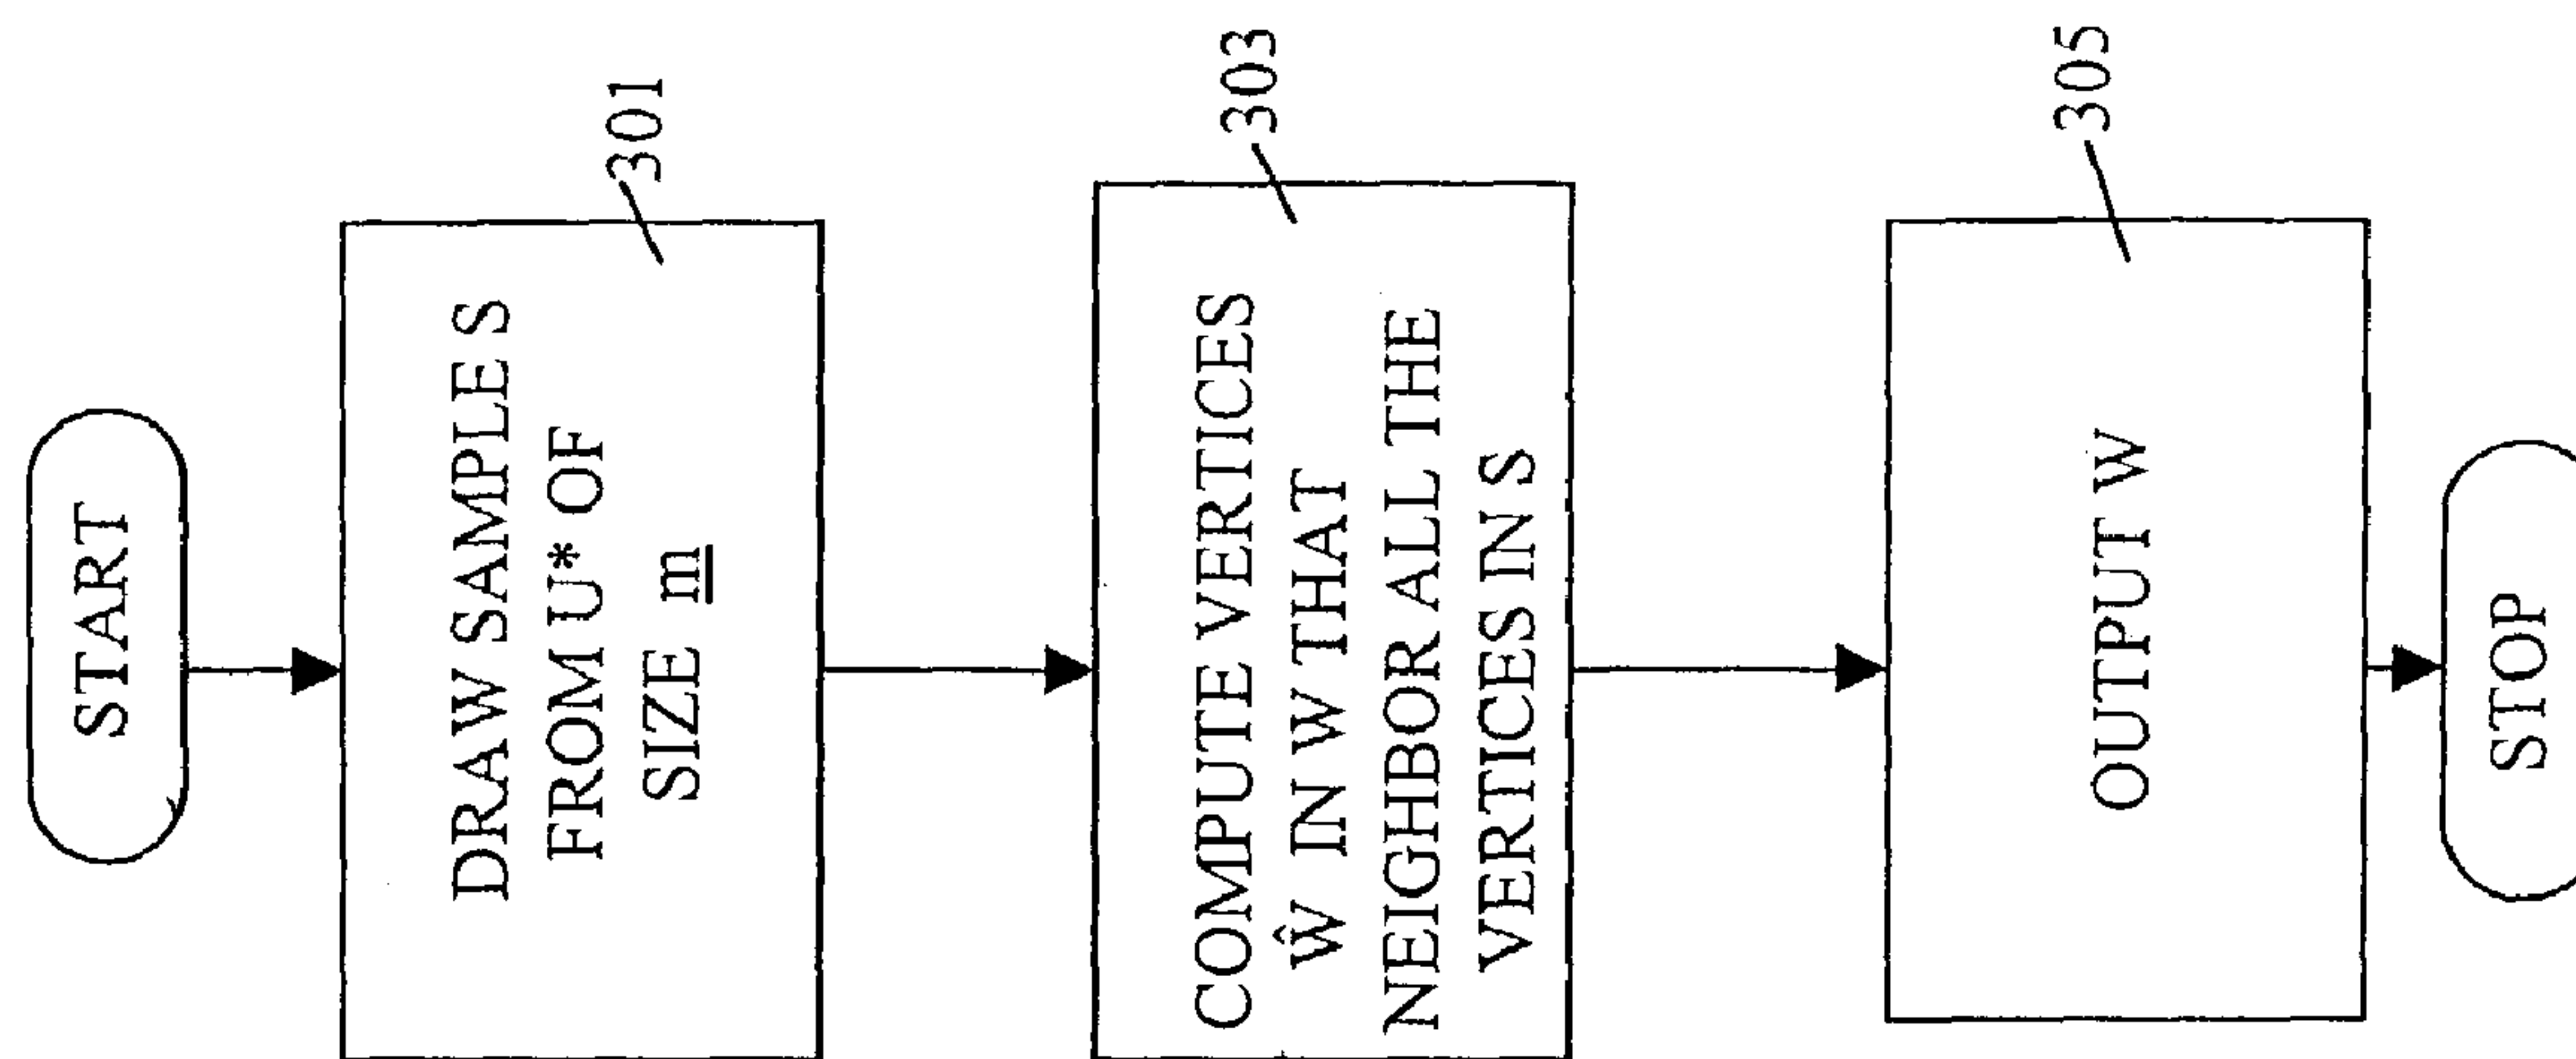 START
DRAW SAMPLE S
FROM U* OF
SIZE m
301
COMPUTE VERTICES
Ŵ IN W THAT
NEIGHBOR ALL THE
VERTICES IN S
303
OUTPUT W
305
STOP